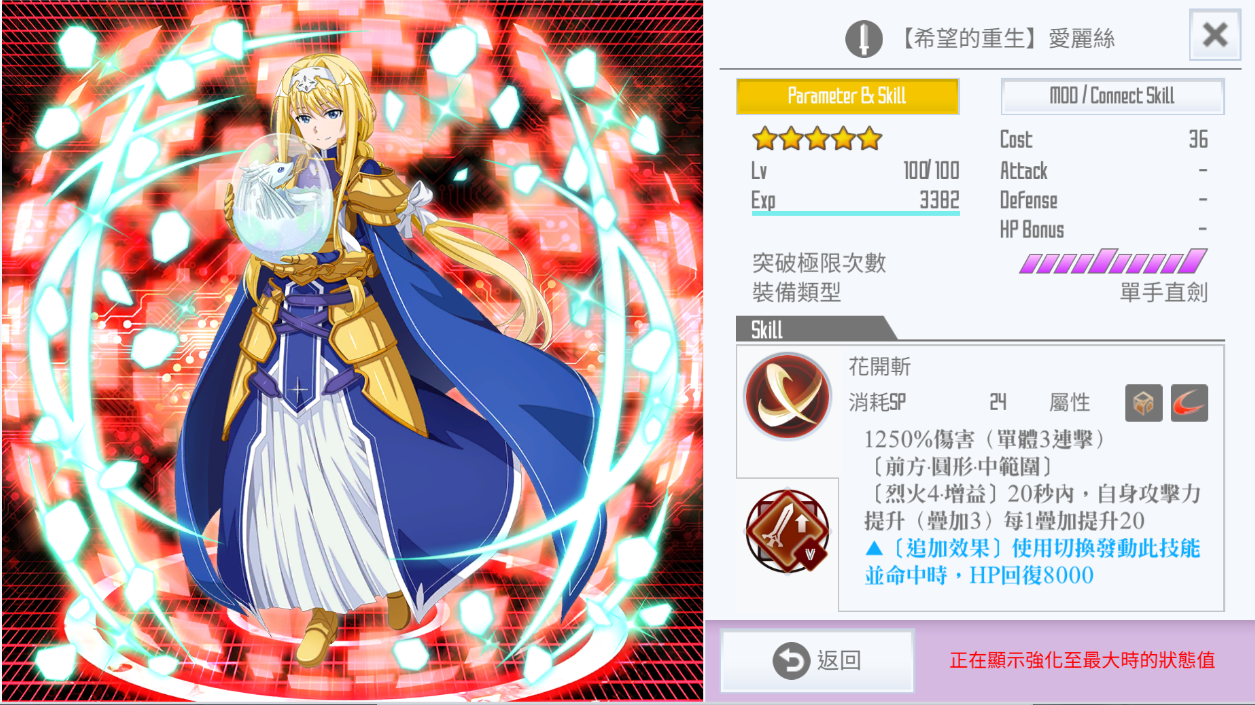 【希望的重生】愛麗絲
Parameter & Skill
MOD / Connect Skill
Lv 100/100
Exp 3382
Cost 36
Attack -
Defense -
HP Bonus -
突破極限次數
裝備類型 單手直劍
Skill
花開斬
消耗SP 24 屬性
1250%傷害（單體3連擊）
〔前方·圓形·中範圍〕
〔烈火4·增益〕20秒內，自身攻擊力
提升（疊加3）每1疊加提升20
▲〔追加效果〕使用切換發動此技能
並命中時，HP回復8000
V
返回
正在顯示強化至最大時的狀態值